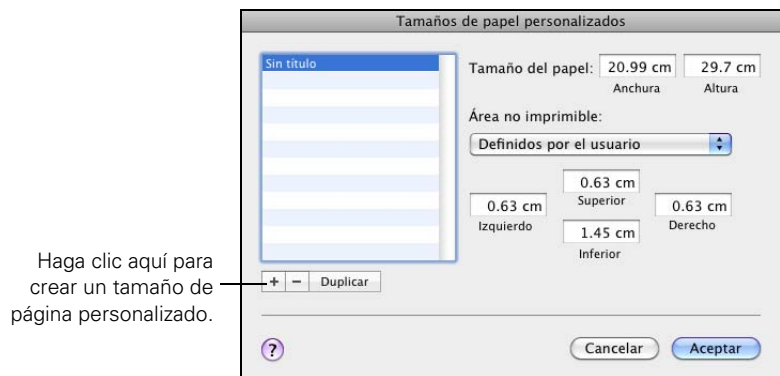 Tamaños de papel personalizados
Sin título
Tamaño del papel: 20.99 cm 29.7 cm
Anchura Altura
Área no imprimible:
Definidos por el usuario
0.63 cm
Superior
0.63 cm 0.63 cm
Izquierdo Derecho
1.45 cm
Inferior
Haga clic aquí para
crear un tamaño de
página personalizado.
+ − Duplicar
? Cancelar Aceptar